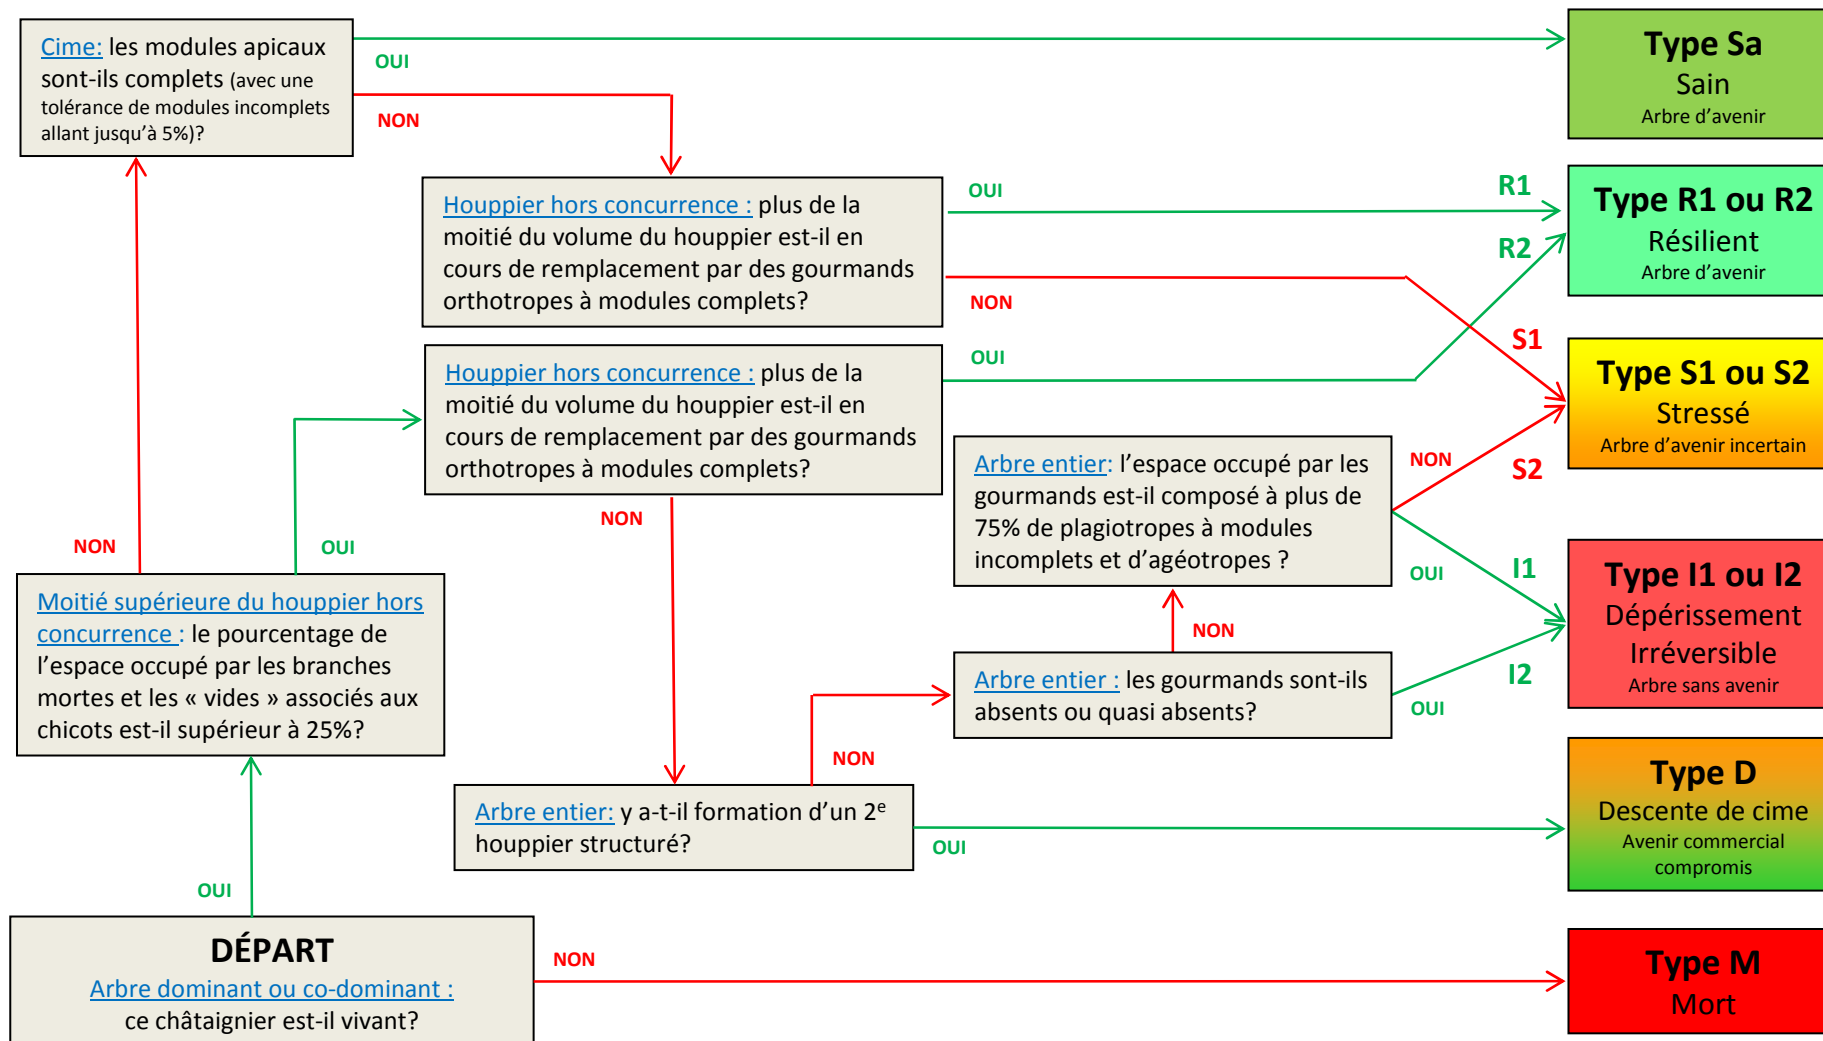 Cime: les modules apicaux
sont-ils complets (avec une
tolérance de modules incomplets
allant jusqu'à 5%)?
OUI
NON
Type Sa
Sain
Arbre d'avenir
Houppier hors concurrence : plus de la
moitié du volume du houppier est-il en
cours de remplacement par des gourmands
orthotropes à modules complets?
OUI
R1
NON
R2
Type R1 ou R2
Résilient
Arbre d'avenir
Houppier hors concurrence : plus de la
moitié du volume du houppier est-il en
cours de remplacement par des gourmands
orthotropes à modules complets?
OUI
NON
S1
S2
Type S1 ou S2
Stressé
Arbre d'avenir incertain
Arbre entier: l'espace occupé par les
gourmands est-il composé à plus de
75% de plagiotropes à modules
incomplets et d'agéotropes ?
NON
OUI
I1
I2
Type I1 ou I2
Dépérissement
Irréversible
Arbre sans avenir
NON
OUI
Moitié supérieure du houppier hors
concurrence : le pourcentage de
l'espace occupé par les branches
mortes et les « vides » associés aux
chicots est-il supérieur à 25%?
NON
Arbre entier : les gourmands sont-ils
absents ou quasi absents?
OUI
NON
Arbre entier: y a-t-il formation d'un 2e
houppier structuré?
OUI
Type D
Descente de cime
Avenir commercial
compromis
OUI
DÉPART
Arbre dominant ou co-dominant :
ce châtaignier est-il vivant?
NON
Type M
Mort